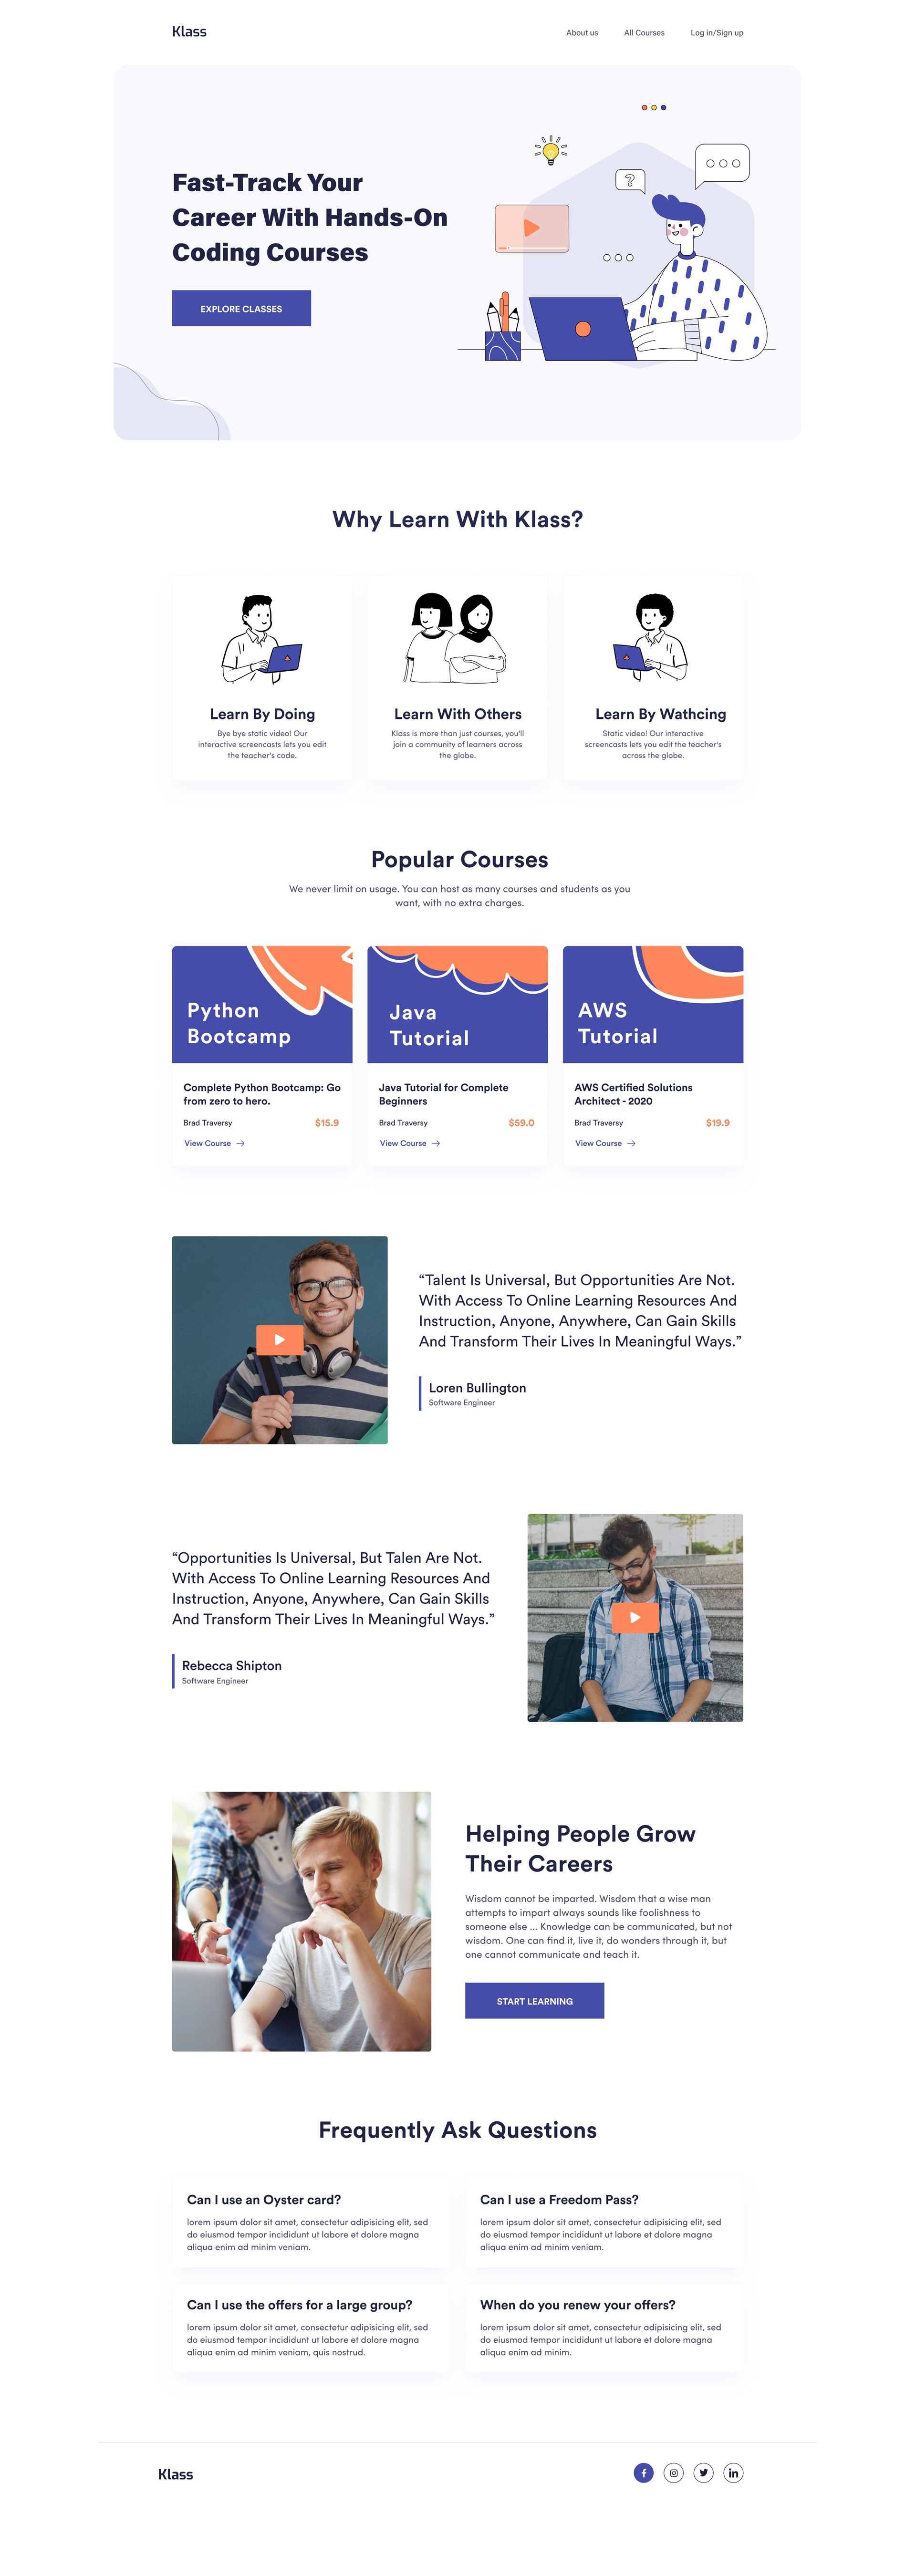 Klass
About us
All Courses
Log in/Sign up
Fast-Track Your
Career With Hands-On
Coding Courses
EXPLORE CLASSES
?
Why Learn With Klass?
Learn By Doing
Bye bye static video! Our
interactive screencasts lets you edit
the teacher's code.
Learn With Others
Klass is more than just courses, you'll
join a community of learners across
the globe.
Learn By Wathcing
Static video! Our interactive
screencasts lets you edit the teacher's
across the globe.
Popular Courses
We never limit on usage. You can host as many courses and students as you
want, with no extra charges.
Python
Bootcamp
Complete Python Bootcamp: Go
from zero to hero.
Brad Traversy
$15.9
View Course →
Java
Tutorial
Java Tutorial for Complete
Beginners
Brad Traversy
$59.0
View Course →
AWS
Tutorial
AWS Certified Solutions
Architect - 2020
Brad Traversy
$19.9
View Course →
“Talent Is Universal, But Opportunities Are Not.
With Access To Online Learning Resources And
Instruction, Anyone, Anywhere, Can Gain Skills
And Transform Their Lives In Meaningful Ways.”
Loren Bullington
Software Engineer
“Opportunities Is Universal, But Talen Are Not.
With Access To Online Learning Resources And
Instruction, Anyone, Anywhere, Can Gain Skills
And Transform Their Lives In Meaningful Ways.”
Rebecca Shipton
Software Engineer
Helping People Grow
Their Careers
Wisdom cannot be imparted. Wisdom that a wise man
attempts to impart always sounds like foolishness to
someone else ... Knowledge can be communicated, but not
wisdom. One can find it, live it, do wonders through it, but
one cannot communicate and teach it.
START LEARNING
Frequently Ask Questions
Can I use an Oyster card?
lorem ipsum dolor sit amet, consectetur adipisicing elit, sed
do eiusmod tempor incididunt ut labore et dolore magna
aliqua enim ad minim veniam.
Can I use a Freedom Pass?
lorem ipsum dolor sit amet, consectetur adipisicing elit, sed
do eiusmod tempor incididunt ut labore et dolore magna
aliqua enim ad minim veniam.
Can I use the offers for a large group?
lorem ipsum dolor sit amet, consectetur adipisicing elit, sed
do eiusmod tempor incididunt ut labore et dolore magna
aliqua enim ad minim veniam, quis nostrud.
When do you renew your offers?
lorem ipsum dolor sit amet, consectetur adipisicing elit, sed
do eiusmod tempor incididunt ut labore et dolore magna
aliqua enim ad minim.
Klass